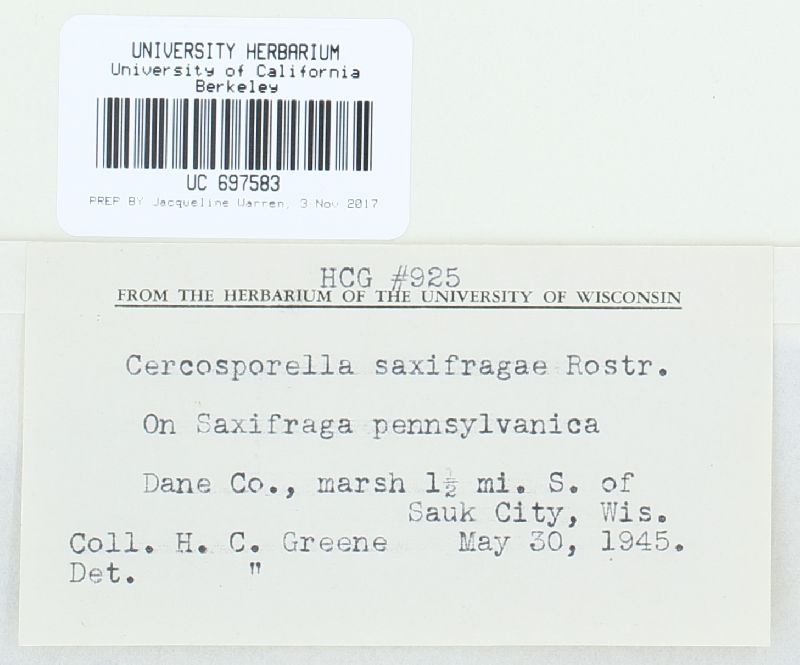 UNIVERSITY HERBARIUM
University of California
Berkeley
UC 697583
PREP BY Jacqueline Warren, 3 Nov 2017
HCG #925
FROM THE HERBARIUM OF THE UNIVERSITY OF WISCONSIN
Cercosporella saxifragae Rostr.
On Saxifraga pennsylvanica
Dane Co., marsh 1½ mi. S. of
Sauk City, Wis.
Coll. H. C. Greene May 30, 1945.
Det. "